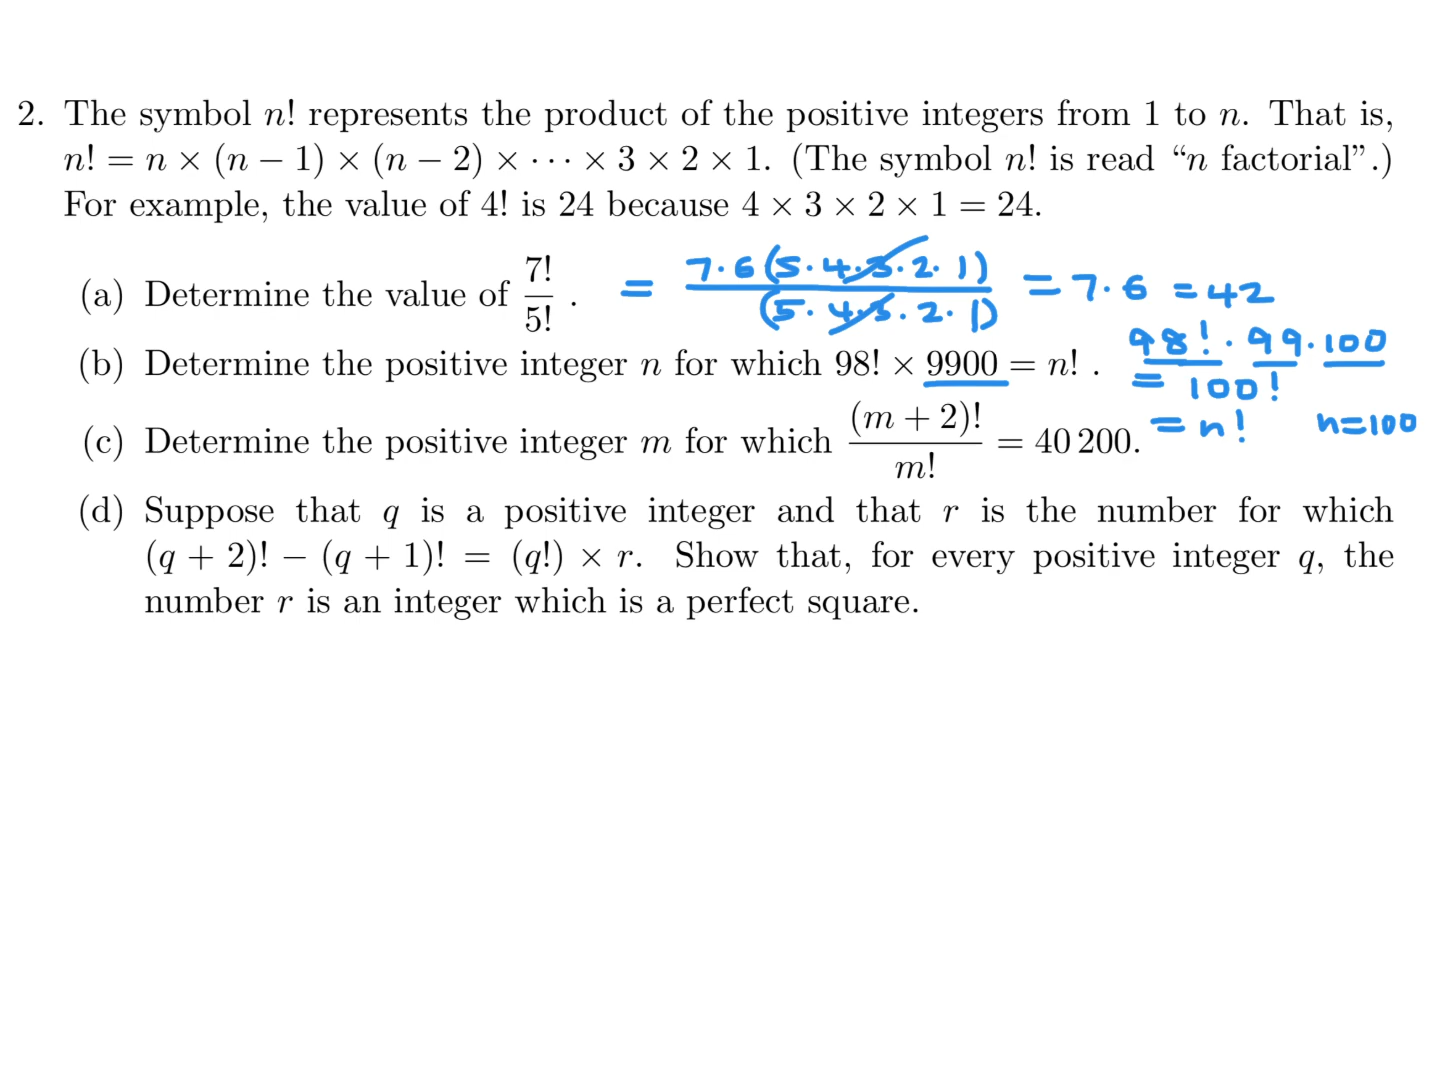 2. The symbol n! represents the product of the positive integers from 1 to n. That is,
n! = n × (n − 1) × (n − 2) × ··· × 3 × 2 × 1. (The symbol n! is read “n factorial”.)
For example, the value of 4! is 24 because 4 × 3 × 2 × 1 = 24.
(a) Determine the value of 7!/5! . = 7·6(5·4·3·2·1)/(5·4·3·2·1) = 7·6 = 42
(b) Determine the positive integer n for which 98! × 9900 = n! . 98!·99·100
= 100!
(c) Determine the positive integer m for which (m + 2)!/m! = 40 200. = n! n=100
(d) Suppose that q is a positive integer and that r is the number for which
(q + 2)! − (q + 1)! = (q!) × r. Show that, for every positive integer q, the
number r is an integer which is a perfect square.